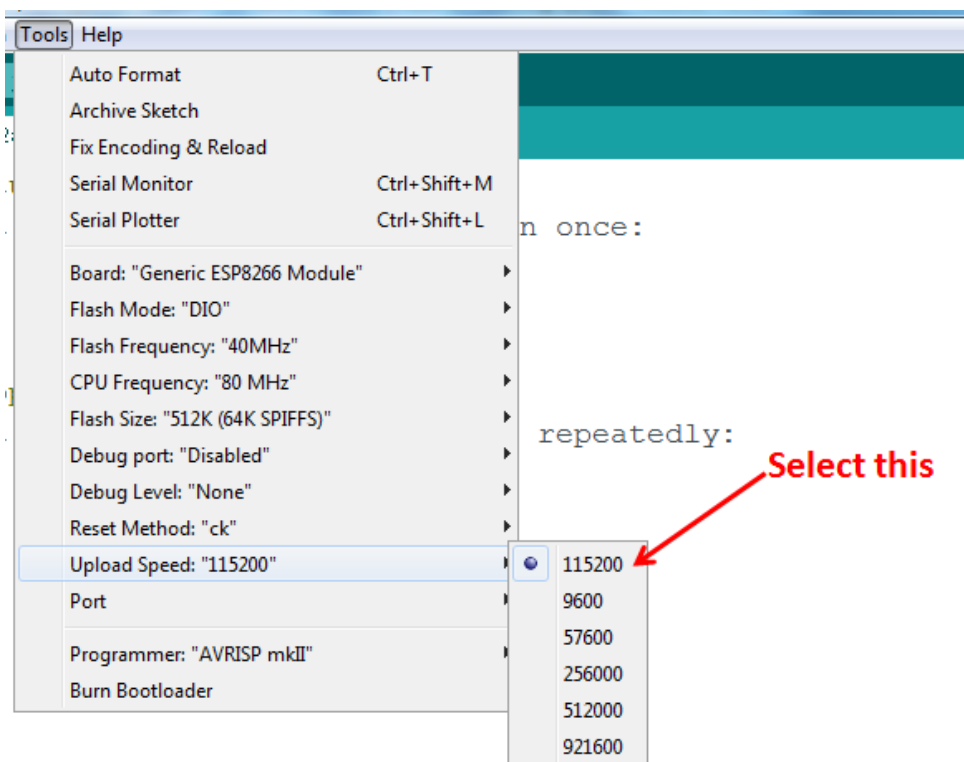 Tools Help
Auto Format Ctrl+T
Archive Sketch
Fix Encoding & Reload
Serial Monitor Ctrl+Shift+M
Serial Plotter Ctrl+Shift+L
n once:
Board: "Generic ESP8266 Module"
Flash Mode: "DIO"
Flash Frequency: "40MHz"
CPU Frequency: "80 MHz"
Flash Size: "512K (64K SPIFFS)"
repeatedly:
Debug port: "Disabled"
Select this
Debug Level: "None"
Reset Method: "ck"
Upload Speed: "115200"
115200
Port
9600
57600
Programmer: "AVRISP mkII"
256000
Burn Bootloader
512000
921600